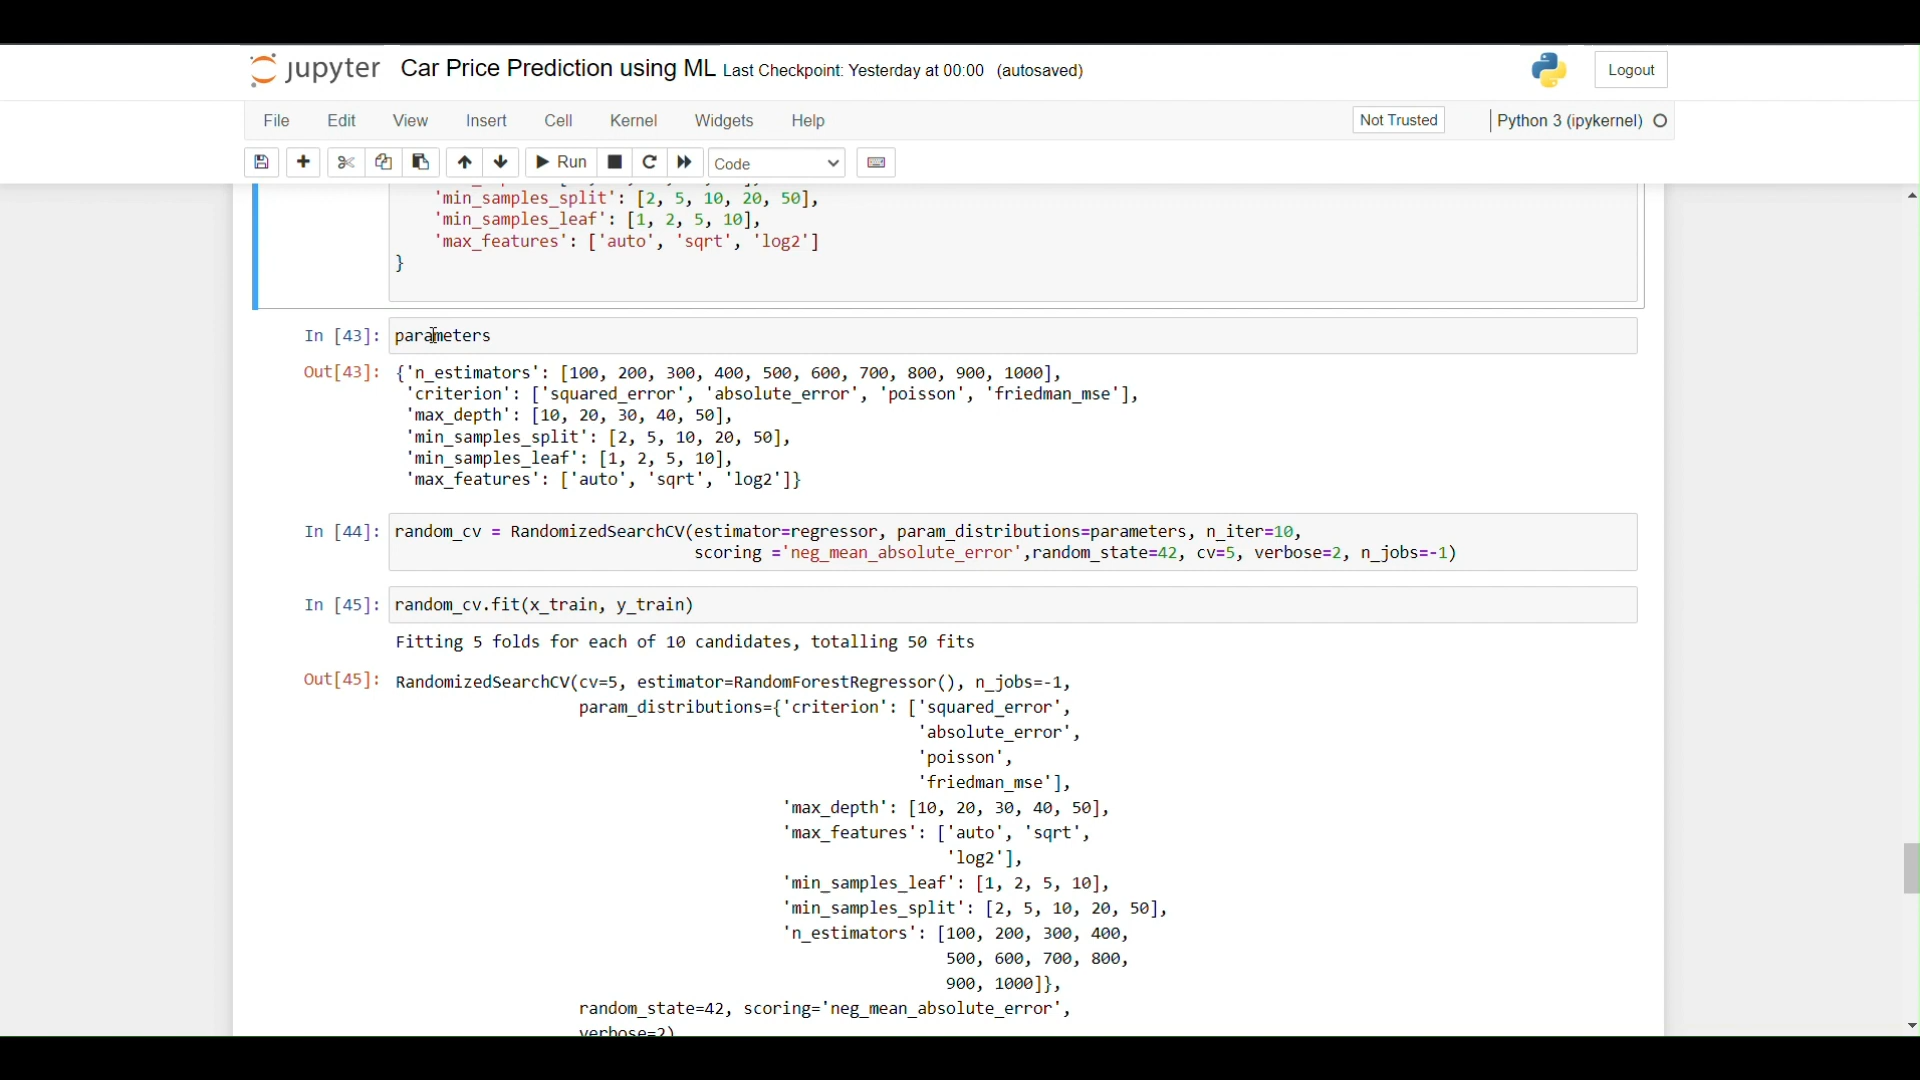 jupyter Car Price Prediction using ML Last Checkpoint: Yesterday at 00:00 (autosaved) Logout
File Edit View Insert Cell Kernel Widgets Help Not Trusted Python 3 (ipykernel)
Run Code
'min_samples_split': [2, 5, 10, 20, 50],
'min_samples_leaf': [1, 2, 5, 10],
'max_features': ['auto', 'sqrt', 'log2']
}
In [43]: parameters
Out[43]: {'n_estimators': [100, 200, 300, 400, 500, 600, 700, 800, 900, 1000],
'criterion': ['squared_error', 'absolute_error', 'poisson', 'friedman_mse'],
'max_depth': [10, 20, 30, 40, 50],
'min_samples_split': [2, 5, 10, 20, 50],
'min_samples_leaf': [1, 2, 5, 10],
'max_features': ['auto', 'sqrt', 'log2']}
In [44]: random_cv = RandomizedSearchCV(estimator=regressor, param_distributions=parameters, n_iter=10,
scoring ='neg_mean_absolute_error',random_state=42, cv=5, verbose=2, n_jobs=-1)
In [45]: random_cv.fit(x_train, y_train)
Fitting 5 folds for each of 10 candidates, totalling 50 fits
Out[45]: RandomizedSearchCV(cv=5, estimator=RandomForestRegressor(), n_jobs=-1,
param_distributions={'criterion': ['squared_error',
'absolute_error',
'poisson',
'friedman_mse'],
'max_depth': [10, 20, 30, 40, 50],
'max_features': ['auto', 'sqrt',
'log2'],
'min_samples_leaf': [1, 2, 5, 10],
'min_samples_split': [2, 5, 10, 20, 50],
'n_estimators': [100, 200, 300, 400,
500, 600, 700, 800,
900, 1000]},
random_state=42, scoring='neg_mean_absolute_error',
verbose=2)